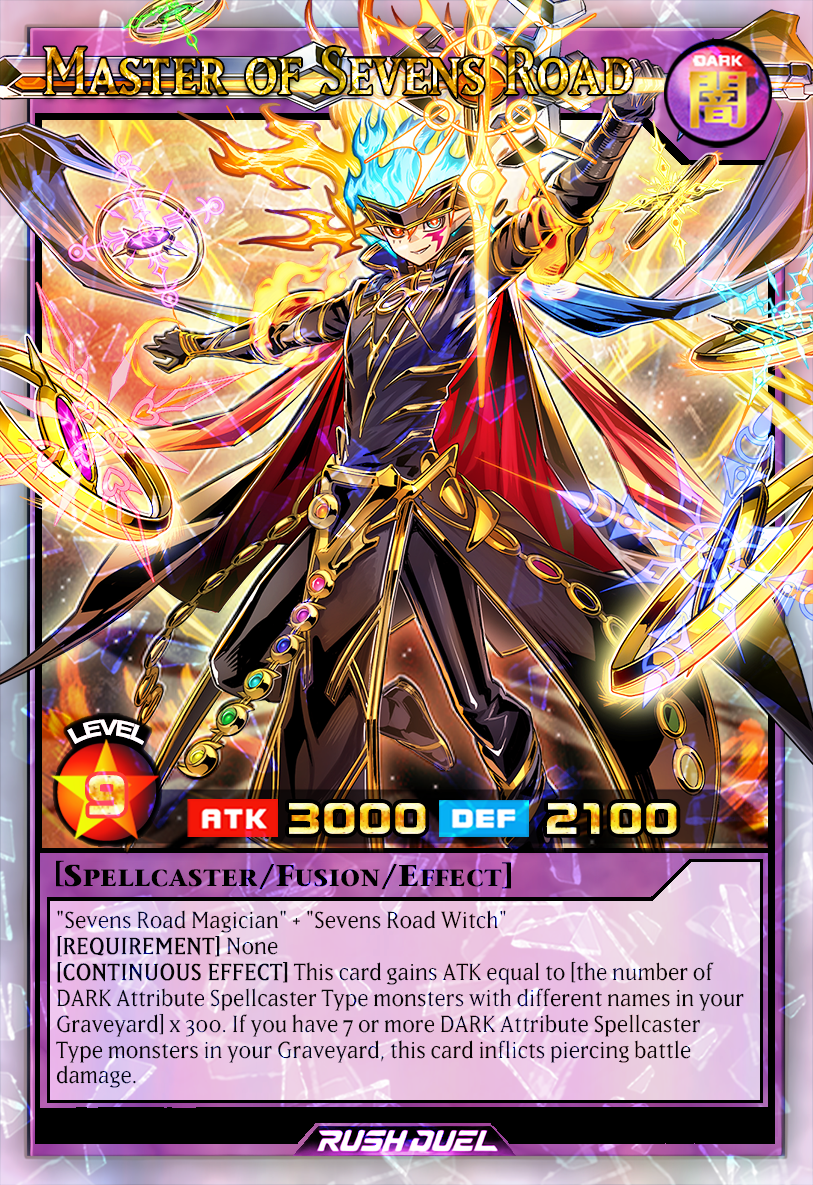 Master of Sevens Road
DARK
闇
LEVEL
9
ATK 3000 DEF 2100
[Spellcaster/Fusion/Effect]
"Sevens Road Magician" + "Sevens Road Witch"
[REQUIREMENT] None
[CONTINUOUS EFFECT] This card gains ATK equal to [the number of
DARK Attribute Spellcaster Type monsters with different names in your
Graveyard] x 300. If you have 7 or more DARK Attribute Spellcaster
Type monsters in your Graveyard, this card inflicts piercing battle
damage.
RUSH DUEL